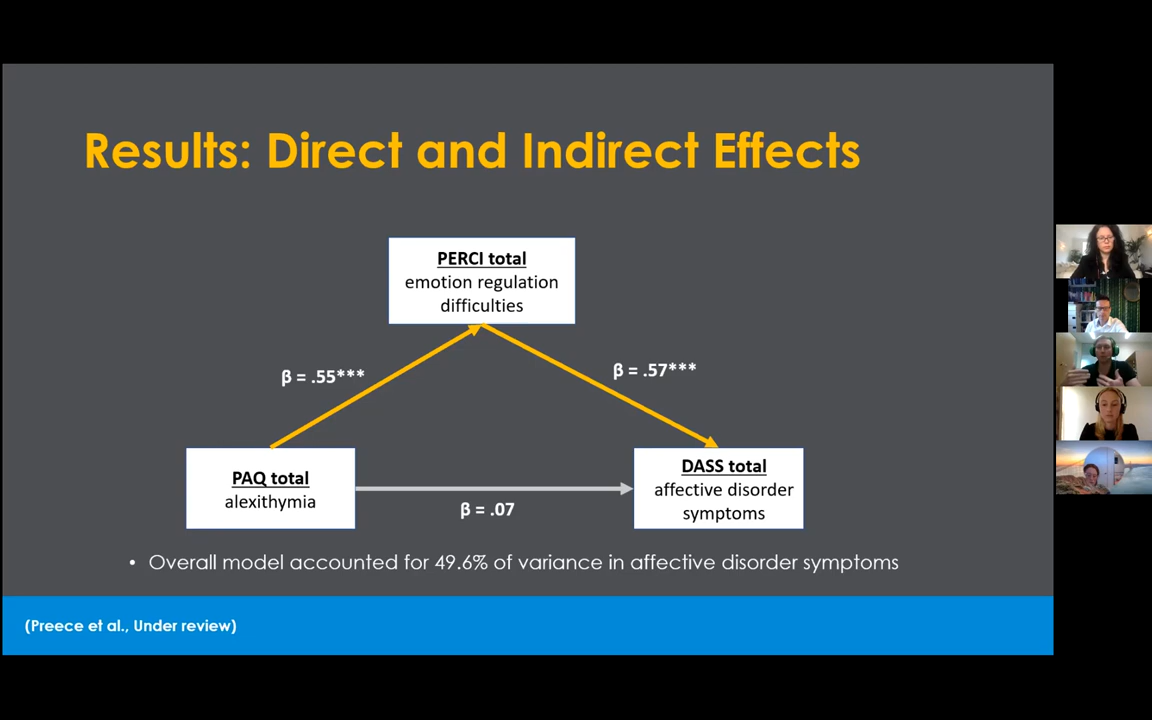 Results: Direct and Indirect Effects
PERCI total
emotion regulation
difficulties
β = .55***
β = .57***
PAQ total
alexithymia
β = .07
DASS total
affective disorder
symptoms
• Overall model accounted for 49.6% of variance in affective disorder symptoms
(Preece et al., Under review)